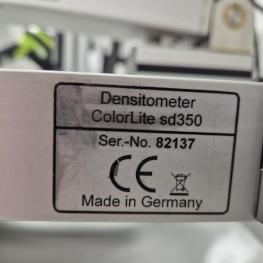 Densitometer
ColorLite sd350
Ser.-No. 82137
CE
Made in Germany